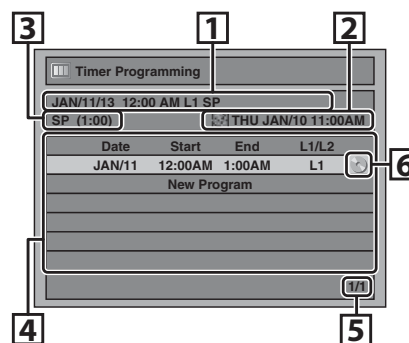 3 1 2
Timer Programming
JAN/11/13 12:00 AM L1 SP
SP (1:00) THU JAN/10 11:00AM
Date Start End L1/L2
JAN/11 12:00AM 1:00AM L1
6
New Program
1/1
4 5